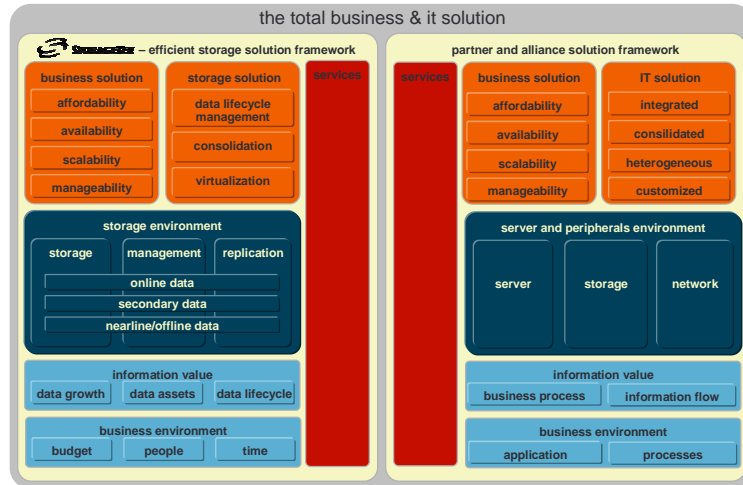 the total business & it solution
StorageTek – efficient storage solution framework
business solution
affordability
availability
scalability
manageability
storage solution
data lifecycle
management
consolidation
virtualization
services
storage environment
storage
management
replication
online data
secondary data
nearline/offline data
information value
data growth
data assets
data lifecycle
business environment
budget
people
time
partner and alliance solution framework
services
business solution
affordability
availability
scalability
manageability
IT solution
integrated
consilidated
heterogeneous
customized
server and peripherals environment
server
storage
network
information value
business process
information flow
business environment
application
processes